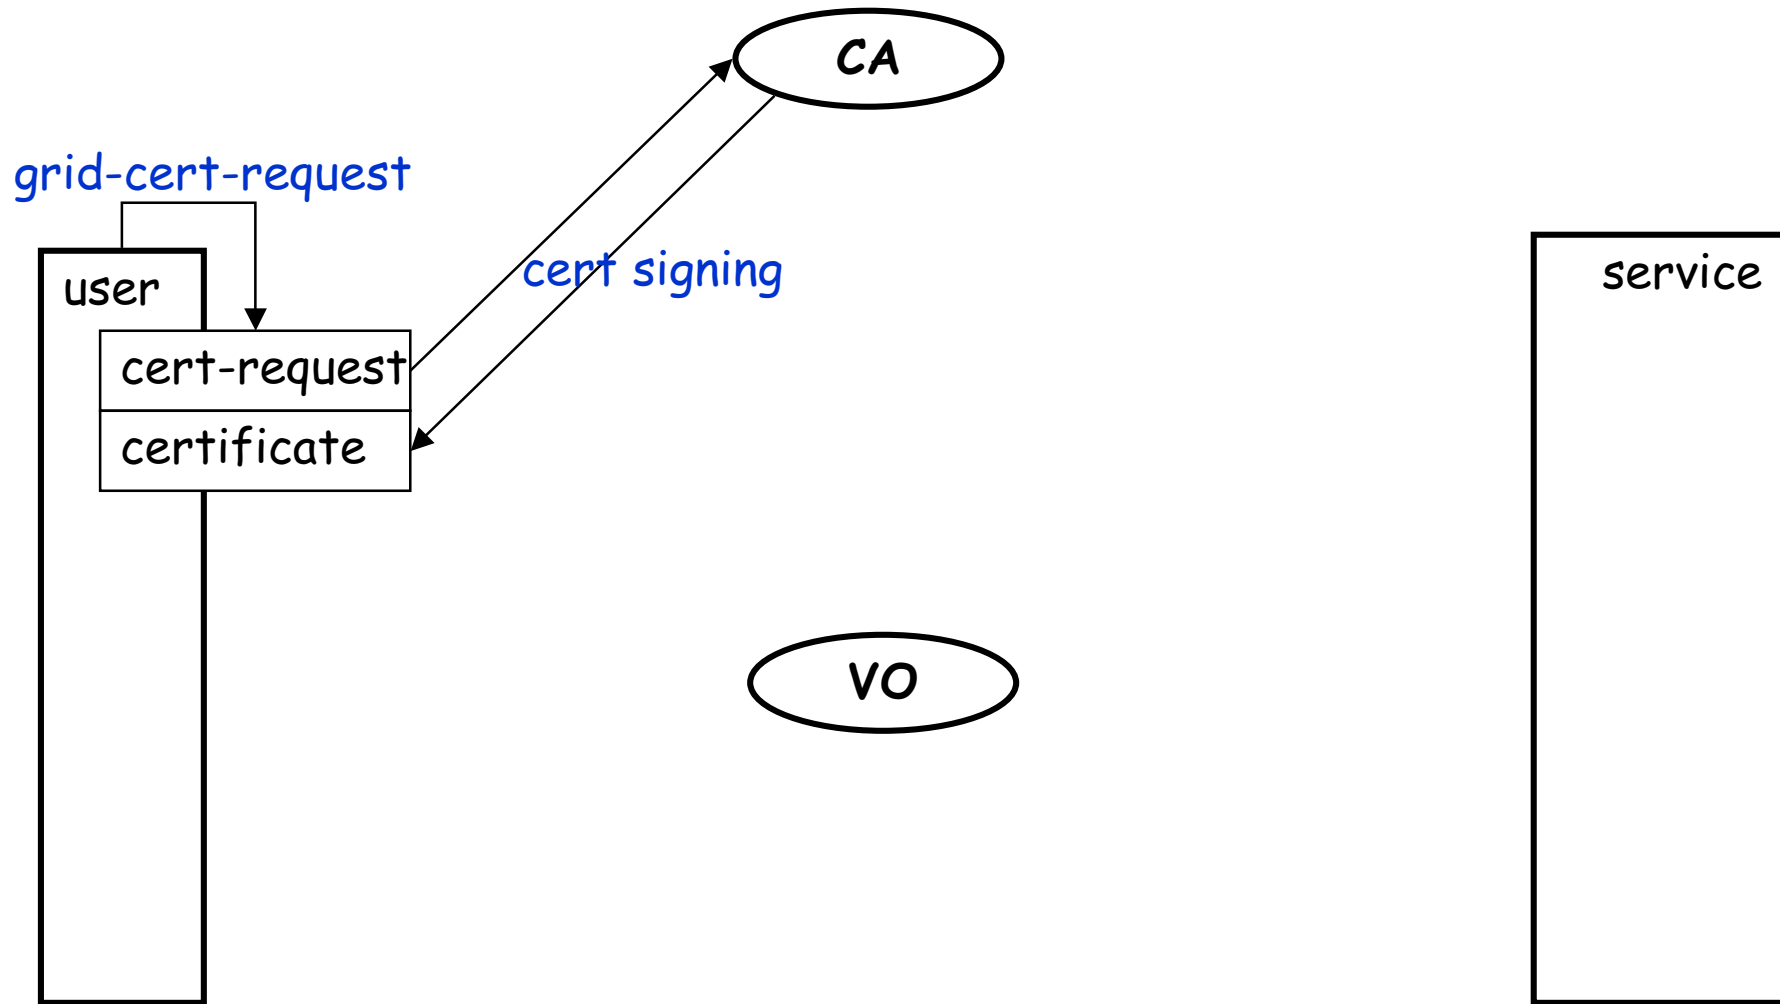 CA
grid-cert-request
cert signing
user
service
cert-request
certificate
VO